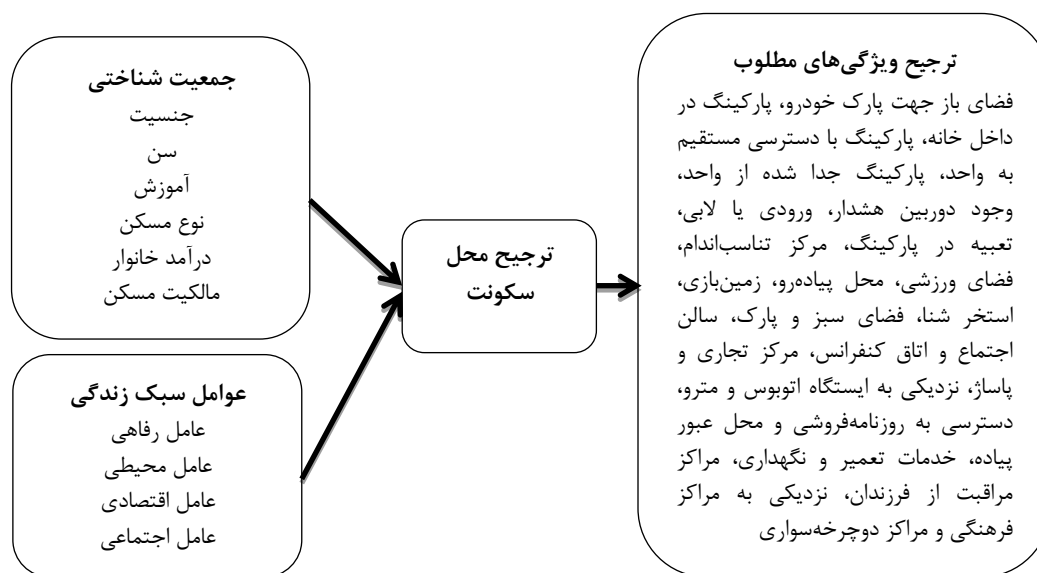 جمعیت شناختی
جنسیت
سن
آموزش
نوع مسکن
درآمد خانوار
مالکیت مسکن
عوامل سبک زندگی
عامل رفاهی
عامل محیطی
عامل اقتصادی
عامل اجتماعی
ترجیح محل
سکونت
ترجیح ویژگی‌های مطلوب
فضای باز جهت پارک خودرو، پارکینگ در
داخل خانه، پارکینگ با دسترسی مستقیم
به واحد، پارکینگ جدا شده از واحد،
وجود دوربین هشدار، ورودی یا لابی،
تعبیه در پارکینگ، مرکز تناسب‌اندام،
فضای ورزشی، محل پیاده‌رو، زمین‌بازی،
استخر شنا، فضای سبز و پارک، سالن
اجتماع و اتاق کنفرانس، مرکز تجاری و
پاساژ، نزدیکی به ایستگاه اتوبوس و مترو،
دسترسی به روزنامه‌فروشی و محل عبور
پیاده، خدمات تعمیر و نگهداری، مراکز
مراقبت از فرزندان، نزدیکی به مراکز
فرهنگی و مراکز دوچرخه‌سواری